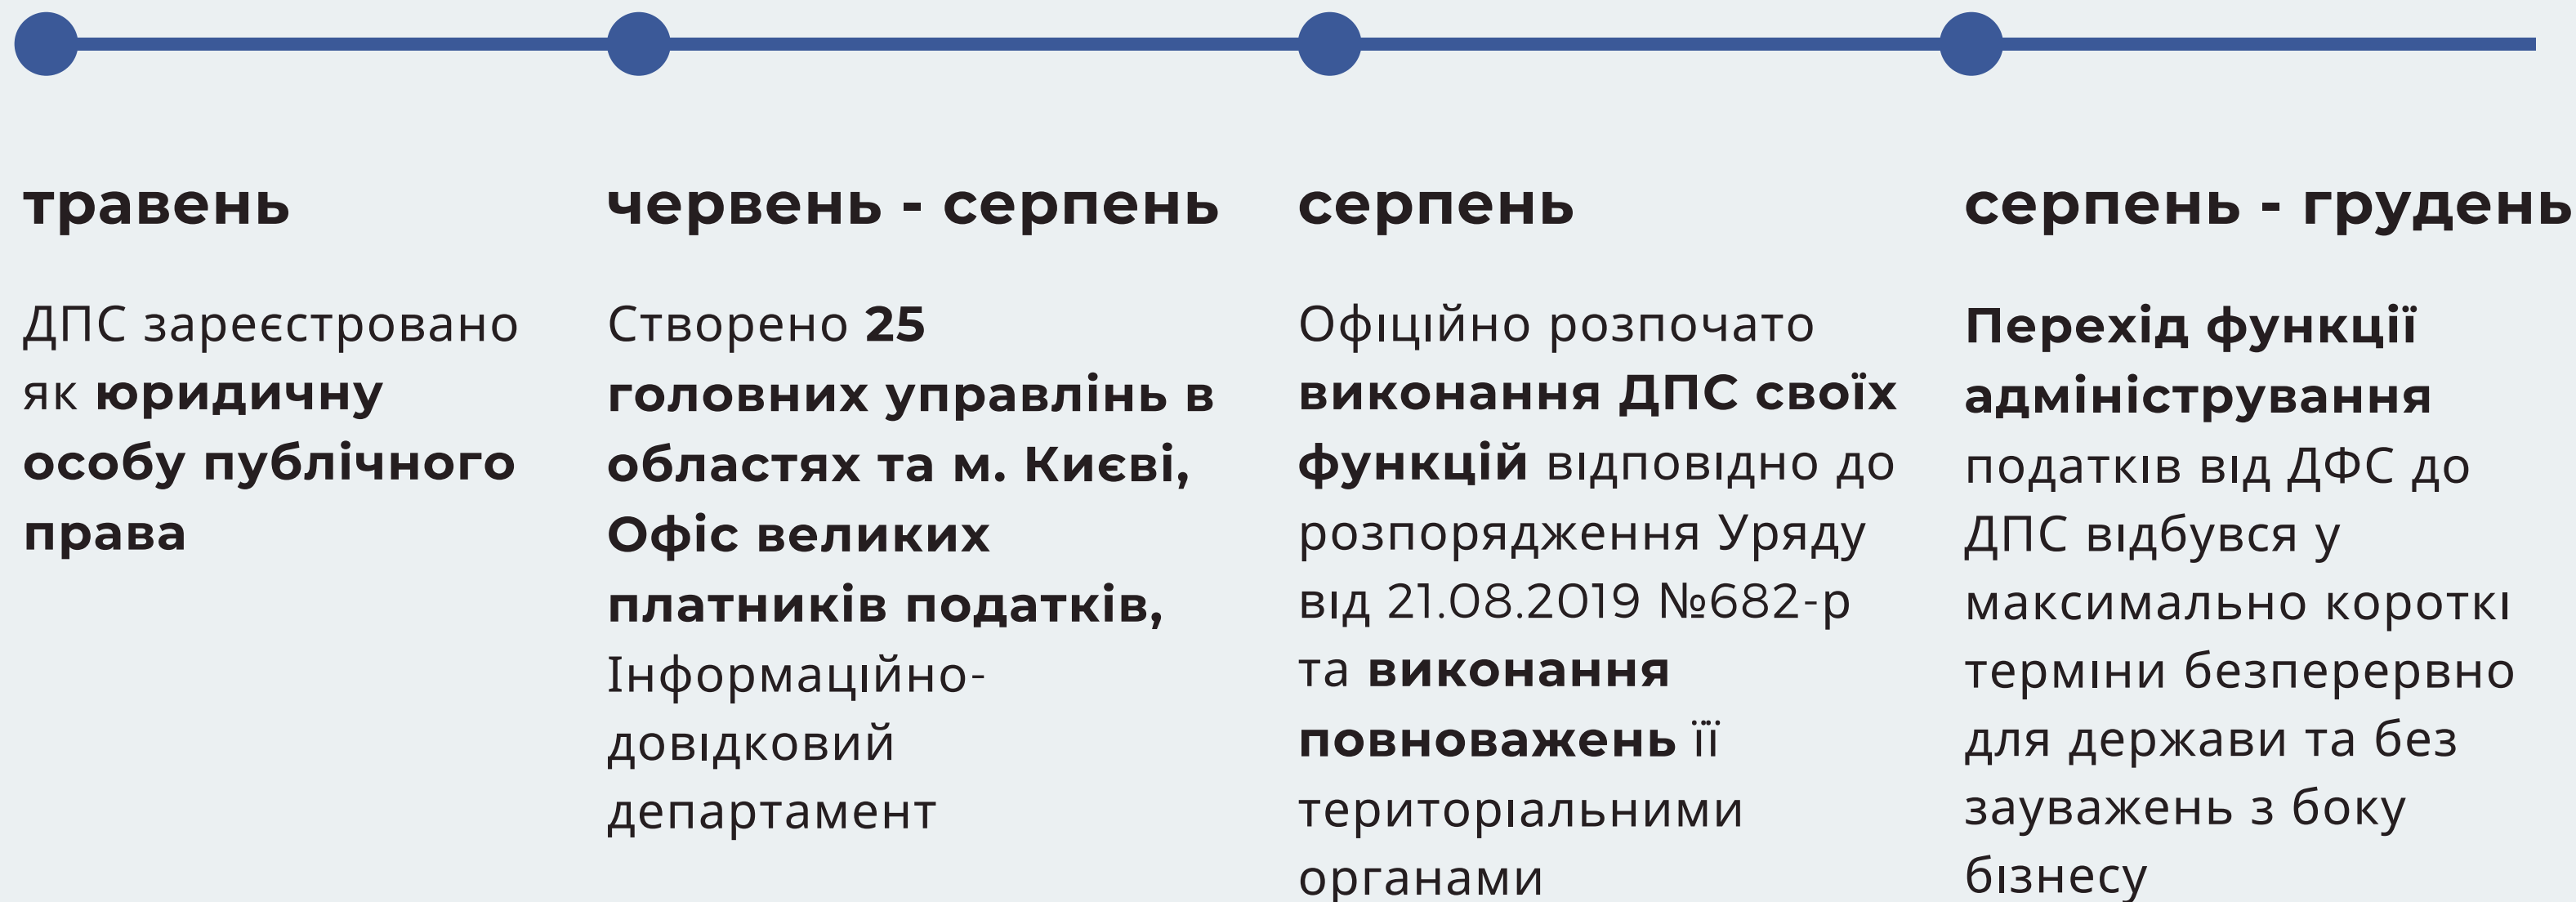 травень
ДПС зареєстровано
як юридичну
особу публічного
права
червень - серпень
Створено 25
головних управлінь в
областях та м. Києві,
Офіс великих
платників податків,
Інформаційно-
довідковий
департамент
серпень
Офіційно розпочато
виконання ДПС своїх
функцій відповідно до
розпорядження Уряду
від 21.08.2019 №682-р
та виконання
повноважень її
територіальними
органами
серпень - грудень
Перехід функції
адміністрування
податків від ДФС до
ДПС відбувся у
максимально короткі
терміни безперервно
для держави та без
зауважень з боку
бізнесу